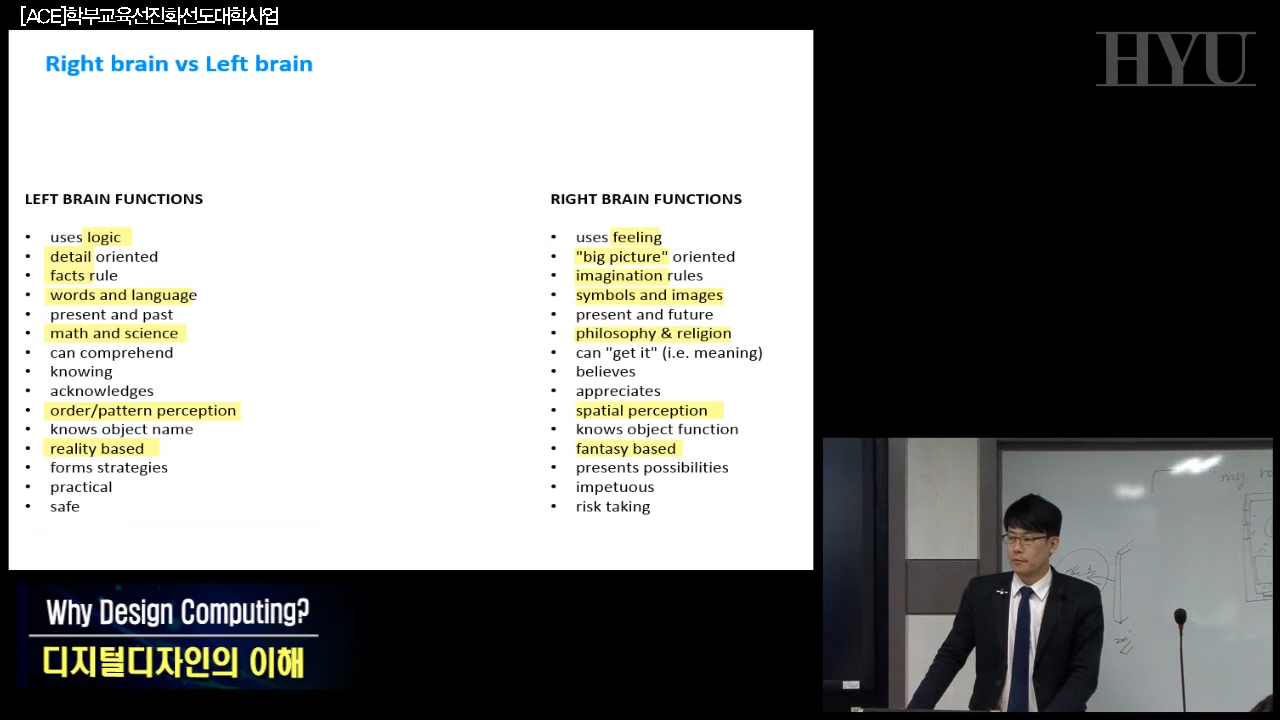 [ACE]학부교육선진화선도대학사업
HYU
Right brain vs Left brain
LEFT BRAIN FUNCTIONS
• uses logic
• detail oriented
• facts rule
• words and language
• present and past
• math and science
• can comprehend
• knowing
• acknowledges
• order/pattern perception
• knows object name
• reality based
• forms strategies
• practical
• safe
RIGHT BRAIN FUNCTIONS
• uses feeling
• "big picture" oriented
• imagination rules
• symbols and images
• present and future
• philosophy & religion
• can "get it" (i.e. meaning)
• believes
• appreciates
• spatial perception
• knows object function
• fantasy based
• presents possibilities
• impetuous
• risk taking
"my
Why Design Computing?
디지털디자인의 이해